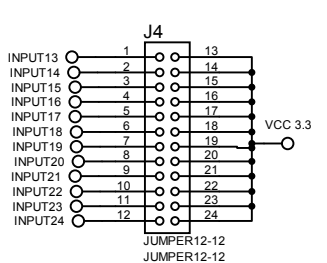 J4
INPUT13 1 13
INPUT14 2 14
INPUT15 3 15
INPUT16 4 16
INPUT17 5 17
INPUT18 6 18 VCC 3.3
INPUT19 7 19
INPUT20 8 20
INPUT21 9 21
INPUT22 10 22
INPUT23 11 23
INPUT24 12 24
JUMPER12-12
JUMPER12-12